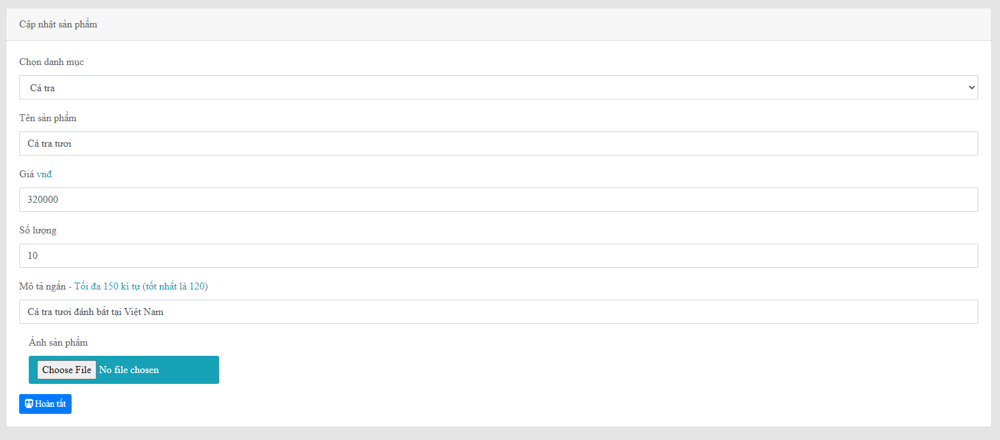 Cập nhật sản phẩm
Chọn danh mục
Cá tra
Tên sản phẩm
Cá tra tươi
Giá vnđ
320000
Số lượng
10
Mô tả ngắn - Tối đa 150 kí tự (tốt nhất là 120)
Cá tra tươi đánh bắt tại Việt Nam
Ảnh sản phẩm
Choose File No file chosen
Hoàn tất